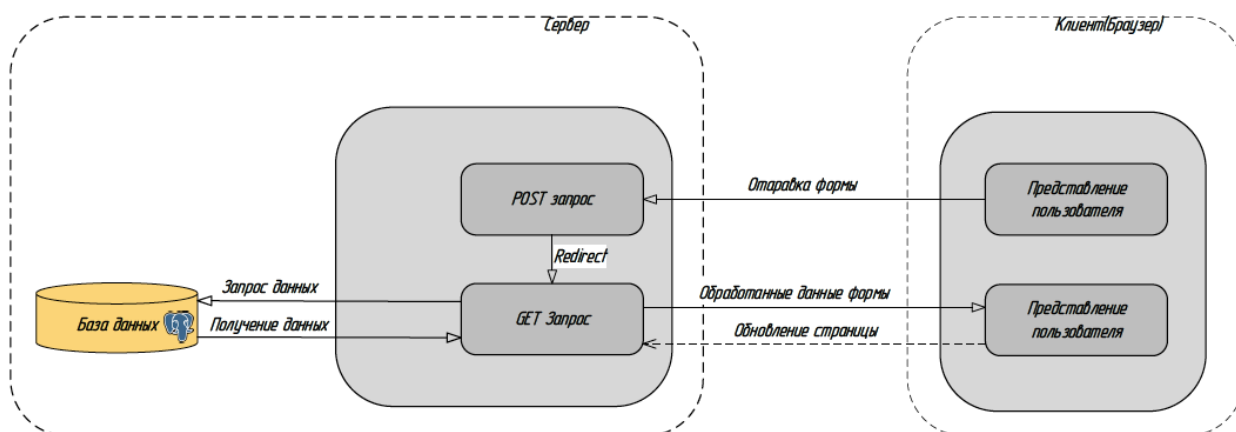 Сервер
Клиент(Браузер)
POST запрос
Отаравка формы
Представление
пользователя
Redirect
База данных
Запрос данных
Получение данных
GET Запрос
Обработанные данные формы
Обновление страницы
Представление
пользователя